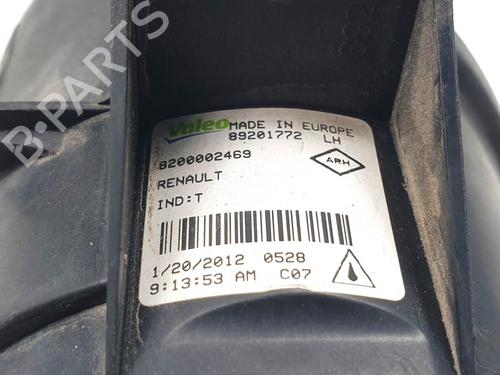 B-PARTS
Valeo MADE IN EUROPE
89201772 LH
8200002469
ARH
RENAULT
IND:T
1/20/2012 0528
9:13:53 AM C07